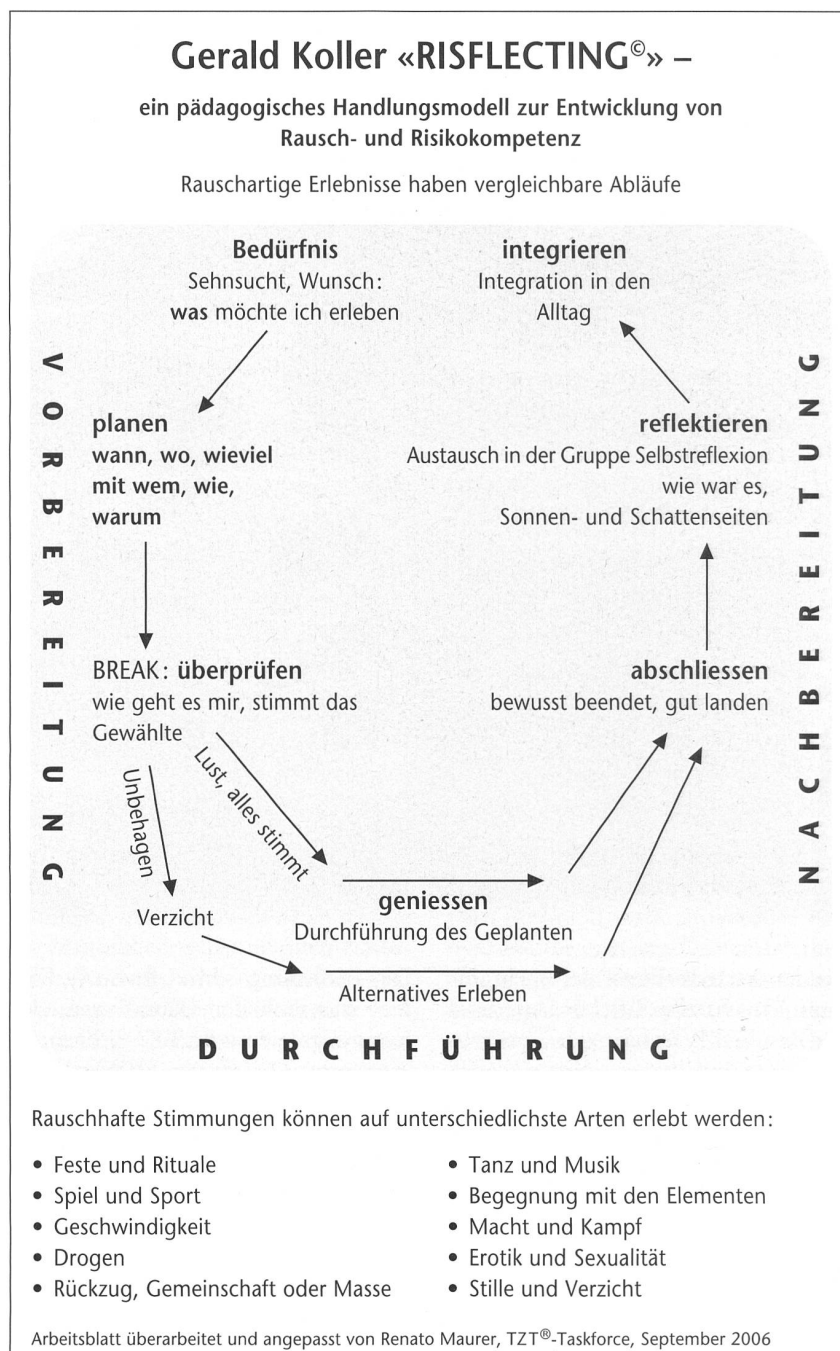 Gerald Koller «RISFLECTING©» –
ein pädagogisches Handlungsmodell zur Entwicklung von
Rausch- und Risikokompetenz
Rauschartige Erlebnisse haben vergleichbare Abläufe
Bedürfnis
Sehnsucht, Wunsch:
was möchte ich erleben
integrieren
Integration in den
Alltag
VORBEREITUNG
planen
wann, wo, wieviel
mit wem, wie,
warum
reflektieren
Austausch in der Gruppe Selbstreflexion
wie war es,
Sonnen- und Schattenseiten
NACHBEREITUNG
BREAK: überprüfen
wie geht es mir, stimmt das
Gewählte
abschliessen
bewusst beendet, gut landen
Unbehagen
Lust, alles stimmt
Verzicht
geniessen
Durchführung des Geplanten
Alternatives Erleben
DURCHFÜHRUNG
Rauschhafte Stimmungen können auf unterschiedlichste Arten erlebt werden:
• Feste und Rituale
• Spiel und Sport
• Geschwindigkeit
• Drogen
• Rückzug, Gemeinschaft oder Masse
• Tanz und Musik
• Begegnung mit den Elementen
• Macht und Kampf
• Erotik und Sexualität
• Stille und Verzicht
Arbeitsblatt überarbeitet und angepasst von Renato Maurer, TZT®-Taskforce, September 2006